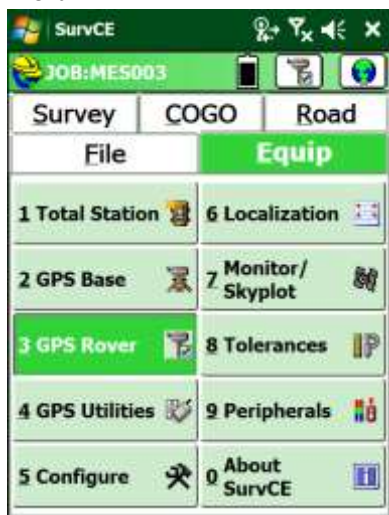 SurvCE
JOB:MES003
Survey
COGO
Road
File
Equip
1 Total Station
6 Localization
2 GPS Base
7 Monitor/
Skyplot
3 GPS Rover
8 Tolerances
4 GPS Utilities
9 Peripherals
5 Configure
0 About
SurvCE